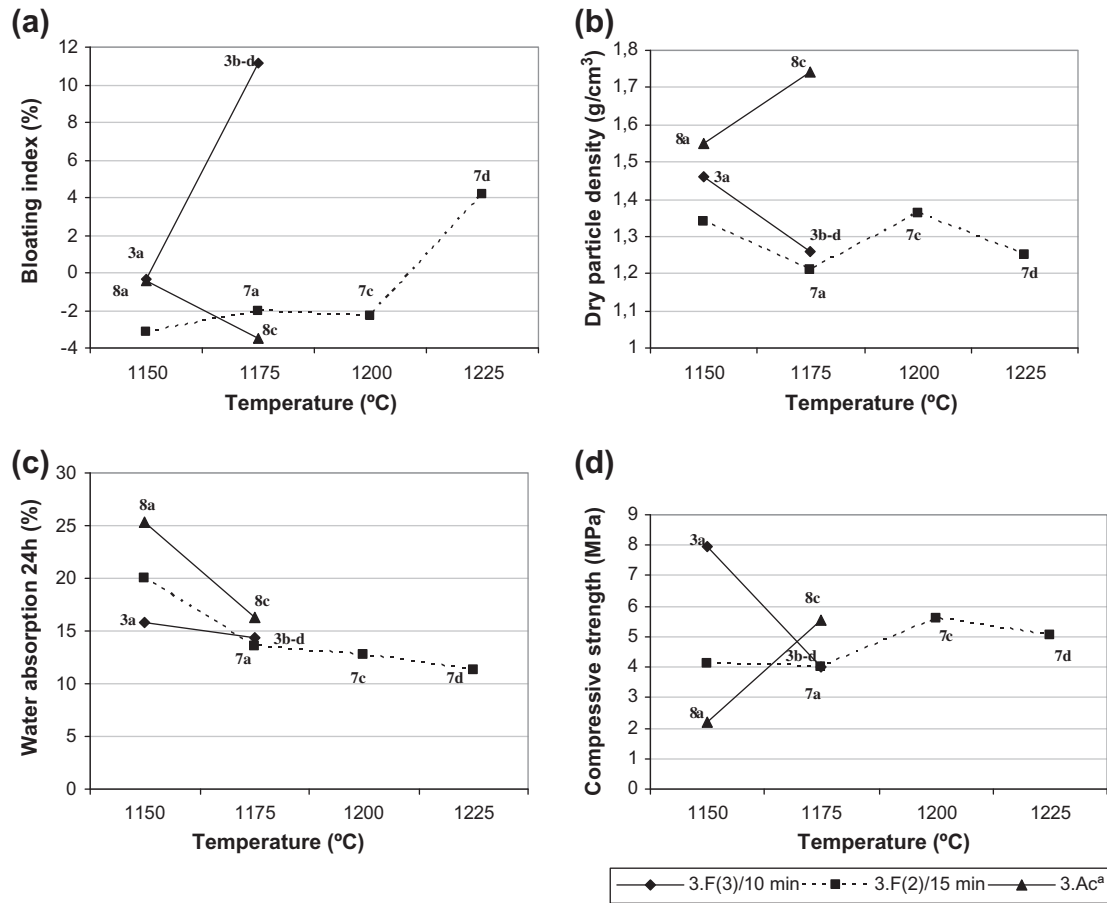 (a)
Bloating index (%)
12
10
8
6
4
2
0
-2
-4
3b-d
3a
8a
7a
8c
7c
7d
1150 1175 1200 1225
Temperature (ºC)
(b)
Dry particle density (g/cm³)
1,8
1,7
1,6
1,5
1,4
1,3
1,2
1,1
1
8c
8a
3a
3b-d
7a
7c
7d
1150 1175 1200 1225
Temperature (ºC)
(c)
Water absorption 24h (%)
30
25
20
15
10
5
0
8a
8c
3a
3b-d
7a
7c
7d
1150 1175 1200 1225
Temperature (ºC)
(d)
Compressive strength (MPa)
9
8
7
6
5
4
3
2
1
0
3a
8c
3b-d
7a
8a
7c
7d
1150 1175 1200 1225
Temperature (ºC)
3.F(3)/10 min 3.F(2)/15 min 3.Acᵃ